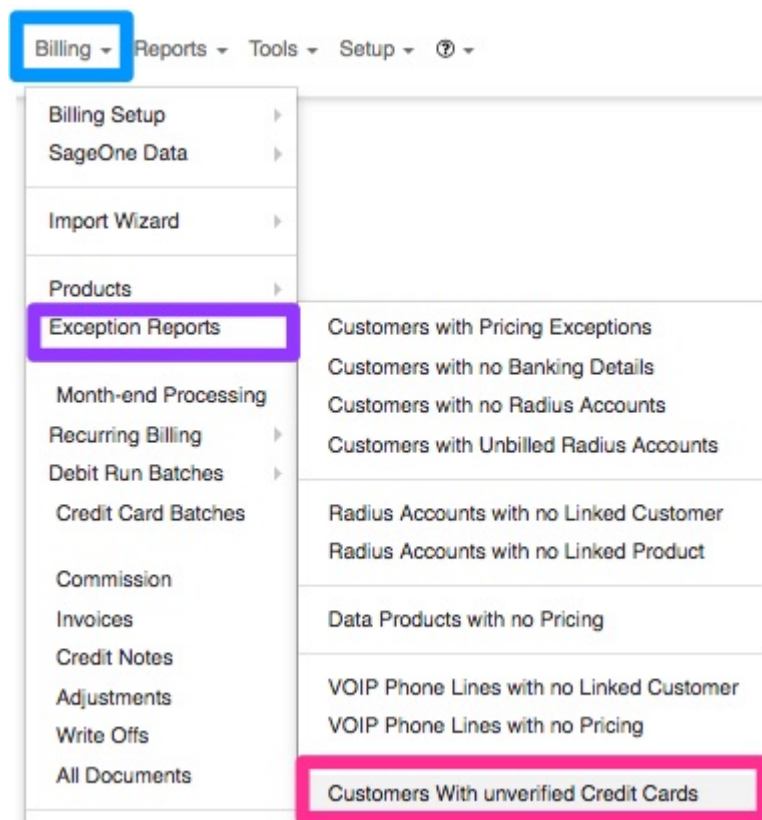 Billing Reports Tools Setup ?
Billing Setup
SageOne Data
Import Wizard
Products
Exception Reports
Month-end Processing
Recurring Billing
Debit Run Batches
Credit Card Batches
Commission
Invoices
Credit Notes
Adjustments
Write Offs
All Documents
Customers with Pricing Exceptions
Customers with no Banking Details
Customers with no Radius Accounts
Customers with Unbilled Radius Accounts
Radius Accounts with no Linked Customer
Radius Accounts with no Linked Product
Data Products with no Pricing
VOIP Phone Lines with no Linked Customer
VOIP Phone Lines with no Pricing
Customers With unverified Credit Cards